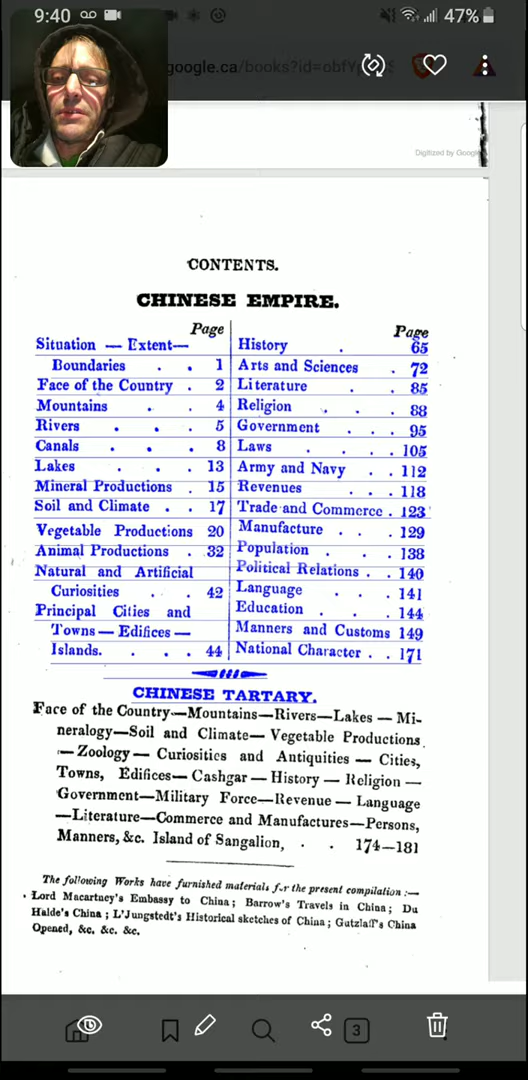 9:40
47%
google.ca/books?id=obfY
Digitized by Google
CONTENTS.
CHINESE EMPIRE.
Page
Situation — Extent—
Boundaries . . 1
Face of the Country . 2
Mountains . . 4
Rivers . . . 5
Canals . . . 8
Lakes . . . 13
Mineral Productions . 15
Soil and Climate . . 17
Vegetable Productions 20
Animal Productions . 32
Natural and Artificial
Curiosities . . 42
Principal Cities and
Towns — Edifices —
Islands. . . . 44
Page
History . 65
Arts and Sciences . 72
Literature . . 85
Religion . . . 88
Government . . . 95
Laws . . . . 105
Army and Navy . . 112
Revenues . . . 118
Trade and Commerce . 123
Manufacture . . . 129
Population . . . 138
Political Relations . . 140
Language . . . 141
Education . . . 144
Manners and Customs 149
National Character . . 171
CHINESE TARTARY.
Face of the Country—Mountains—Rivers—Lakes — Mi-
neralogy—Soil and Climate— Vegetable Productions
— Zoology — Curiosities and Antiquities — Cities,
Towns, Edifices— Cashgar — History — Religion —
Government—Military Force—Revenue — Language
—Literature—Commerce and Manufactures—Persons,
Manners, &c. Island of Sangalion, . . 174—181
The following Works have furnished materials for the present compilation :—
Lord Macartney's Embassy to China; Barrow's Travels in China; Du
Halde's China ; L'Jungstedt's Historical sketches of China ; Gutzlaff's China
Opened, &c. &c. &c.
3